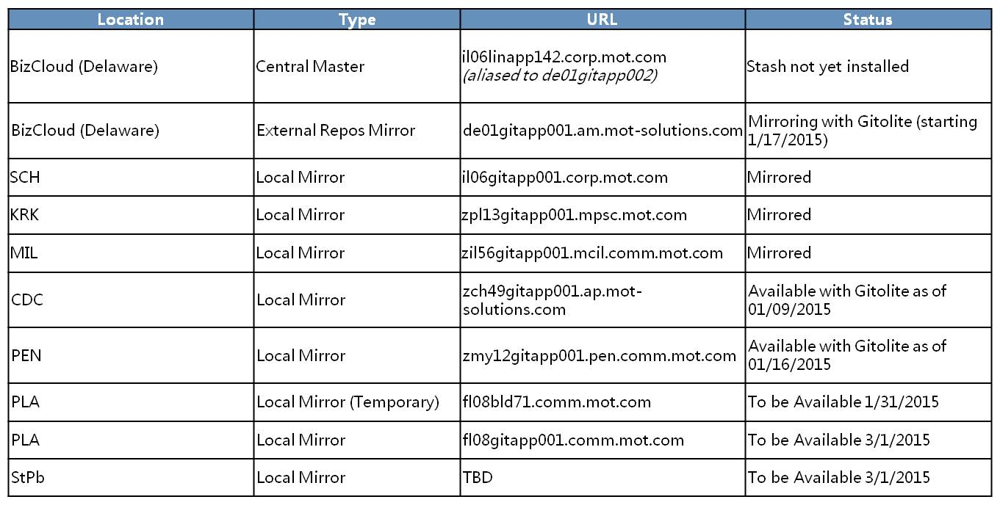 Location Type URL Status
BizCloud (Delaware) Central Master il06linapp142.corp.mot.com Stash not yet installed
(aliased to de01gitapp002)
BizCloud (Delaware) External Repos Mirror de01gitapp001.am.mot-solutions.com Mirroring with Gitolite (starting
1/17/2015)
SCH Local Mirror il06gitapp001.corp.mot.com Mirrored
KRK Local Mirror zpl13gitapp001.mpsc.mot.com Mirrored
MIL Local Mirror zil56gitapp001.mcil.comm.mot.com Mirrored
CDC Local Mirror zch49gitapp001.ap.mot- Available with Gitolite as of
solutions.com 01/09/2015
PEN Local Mirror zmy12gitapp001.pen.comm.mot.com Available with Gitolite as of
01/16/2015
PLA Local Mirror (Temporary) fl08bld71.comm.mot.com To be Available 1/31/2015
PLA Local Mirror fl08gitapp001.comm.mot.com To be Available 3/1/2015
StPb Local Mirror TBD To be Available 3/1/2015